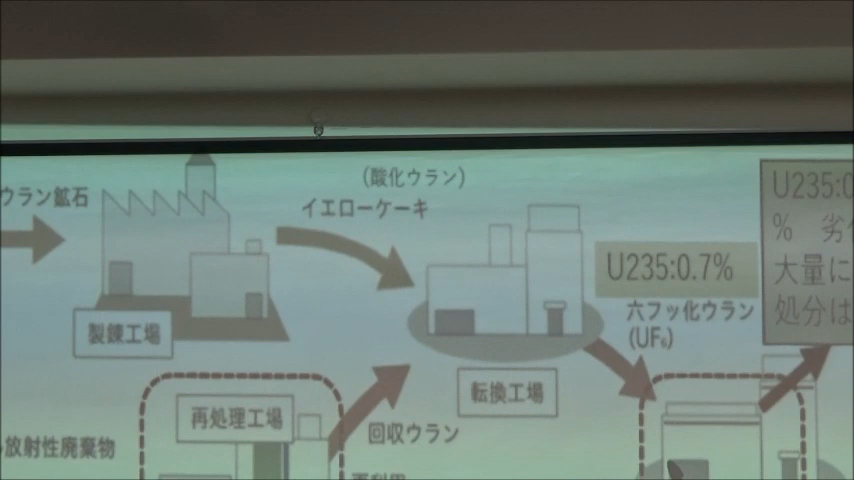 ウラン鉱石
(酸化ウラン)
イエローケーキ
U235:0.7%
六フッ化ウラン
(UF₆)
U235:0
% 劣
大量に
処分は
製錬工場
転換工場
再処理工場
回収ウラン
放射性廃棄物